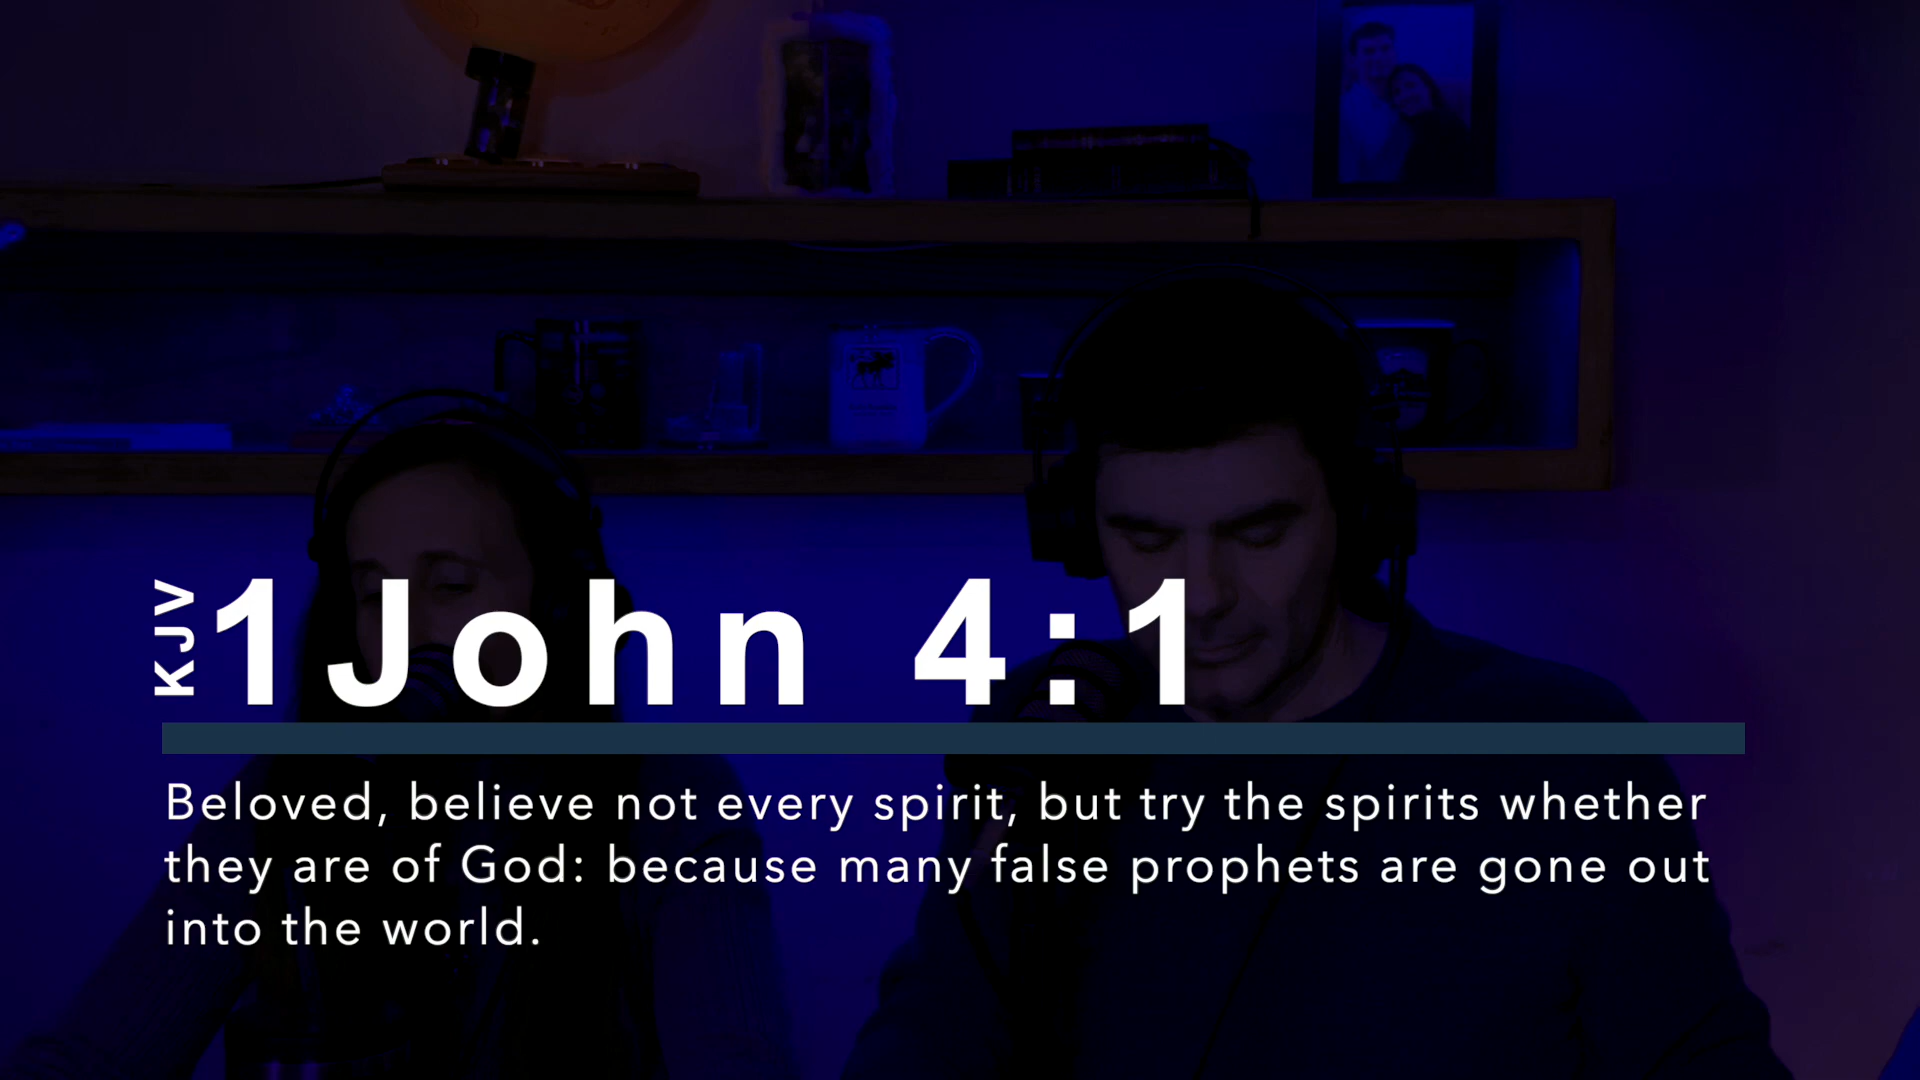 KJV
1John 4:1
Beloved, believe not every spirit, but try the spirits whether
they are of God: because many false prophets are gone out
into the world.